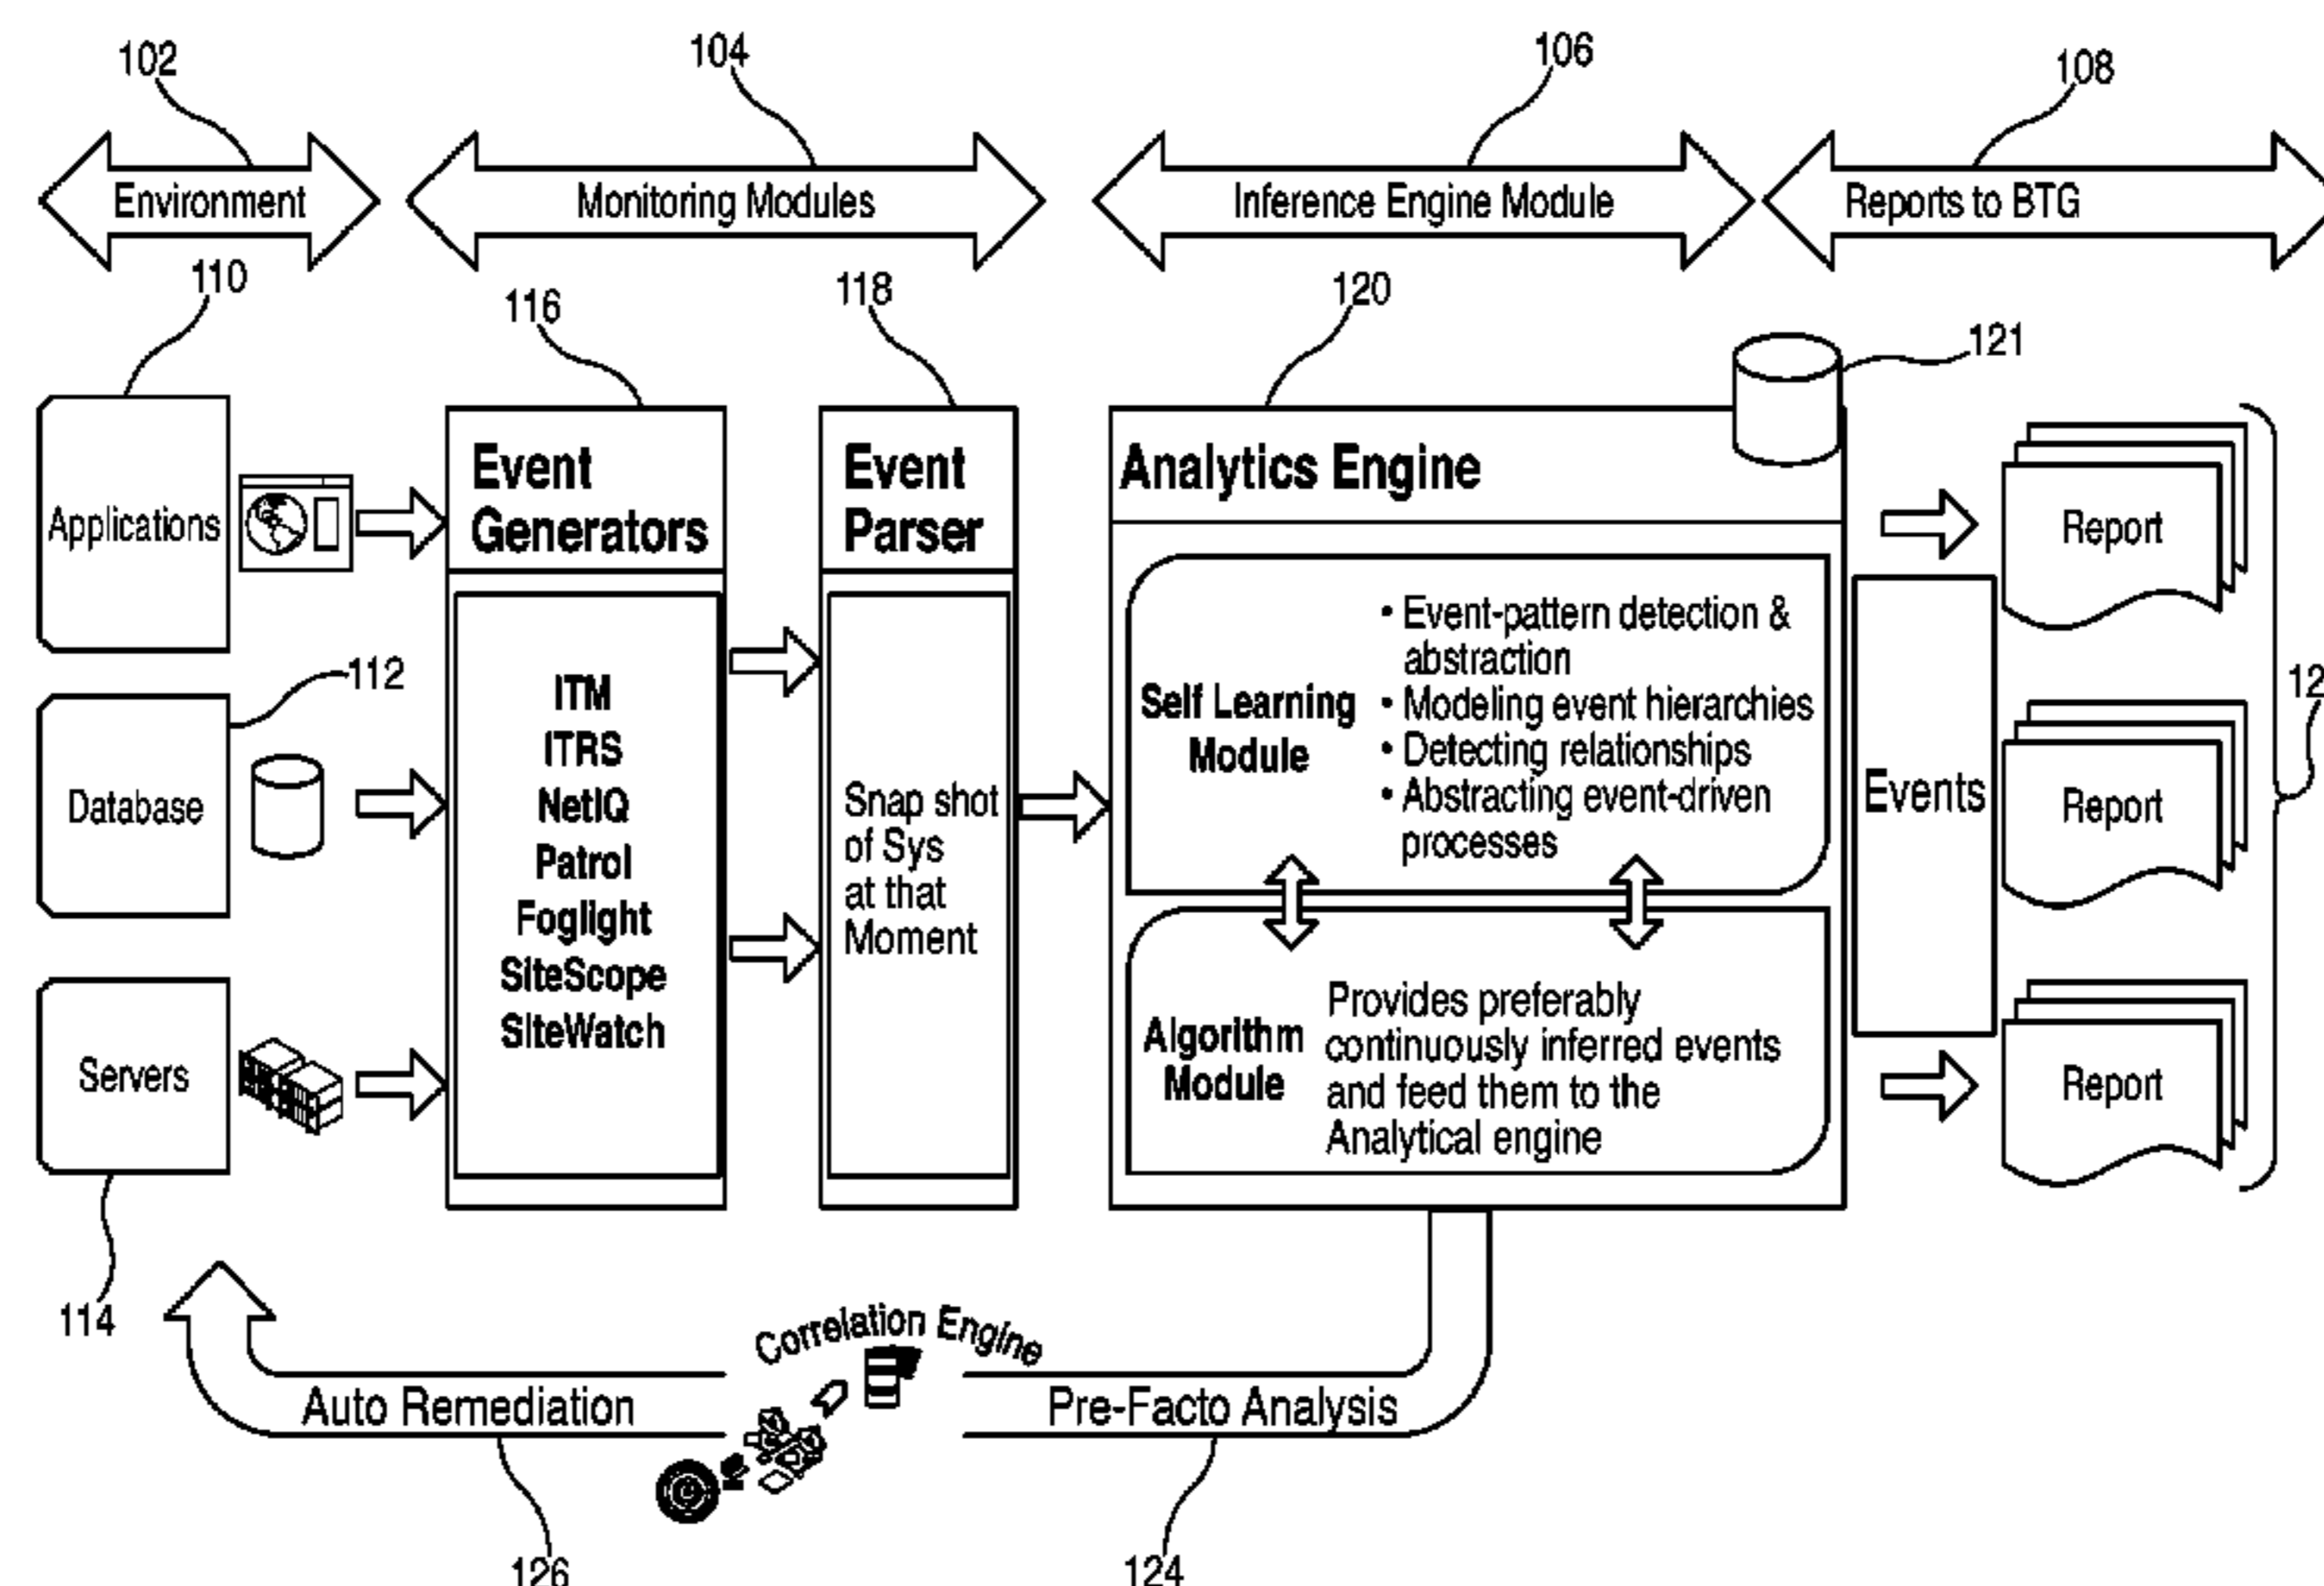 102
104
106
108
Environment
Monitoring Modules
Inference Engine Module
Reports to BTG
110
116
118
120
121
Applications
Event
Generators
Event
Parser
Analytics Engine
Report
112
Database
ITM
ITRS
NetIQ
Patrol
Foglight
SiteScope
SiteWatch
Snap shot
of Sys
at that
Moment
Self Learning
Module
• Event-pattern detection &
abstraction
• Modeling event hierarchies
• Detecting relationships
• Abstracting event-driven
processes
Events
Report
Servers
114
Algorithm
Module
Provides preferably
continuously inferred events
and feed them to the
Analytical engine
Report
Correlation Engine
Auto Remediation
Pre-Facto Analysis
126
124